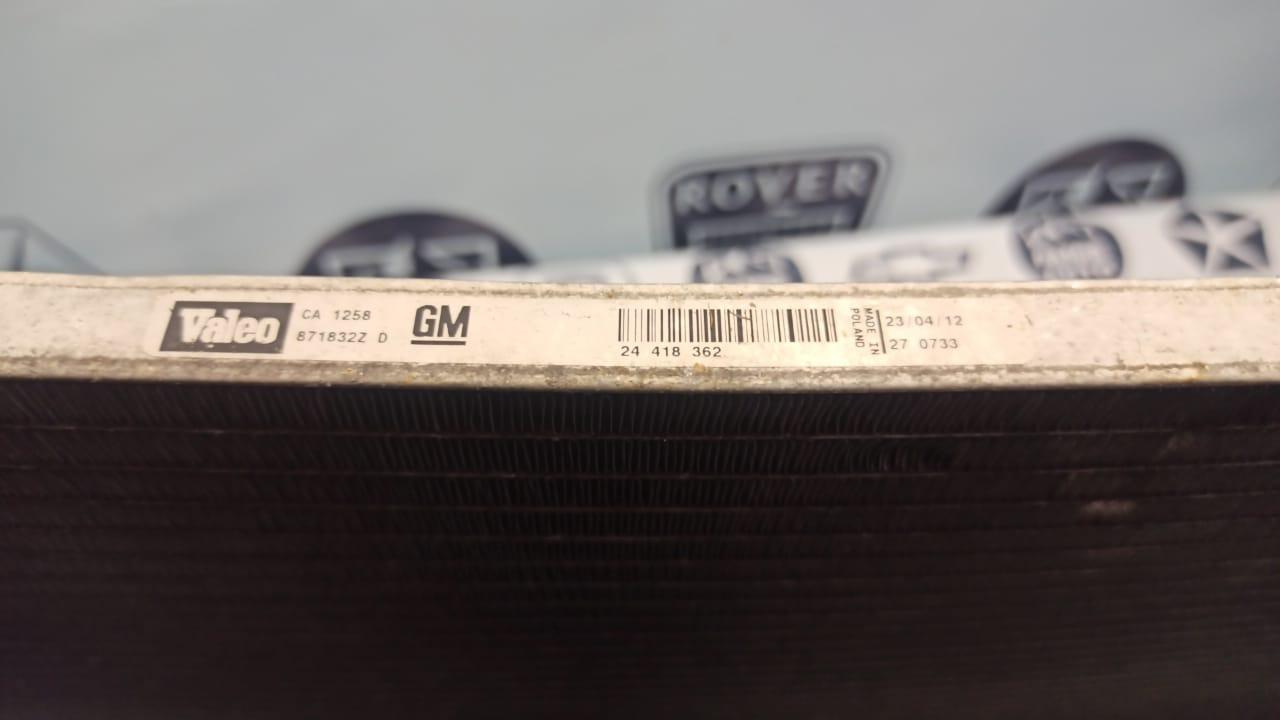 ROVER
Valeo
CA 1258
871832Z D
GM
24 418 362
MADE IN
POLAND
23/04/12
27 0733